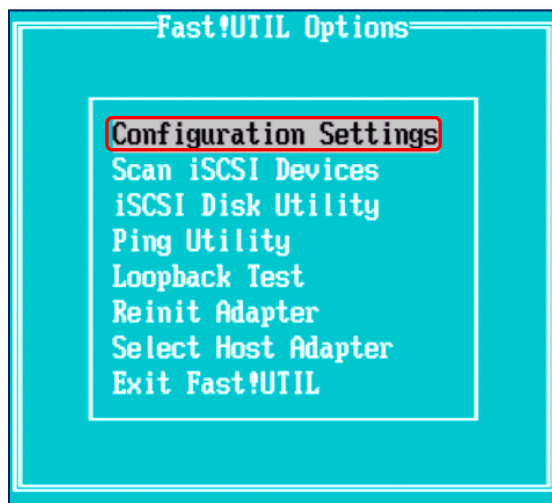 Fast!UTIL Options
Configuration Settings
Scan iSCSI Devices
iSCSI Disk Utility
Ping Utility
Loopback Test
Reinit Adapter
Select Host Adapter
Exit Fast!UTIL